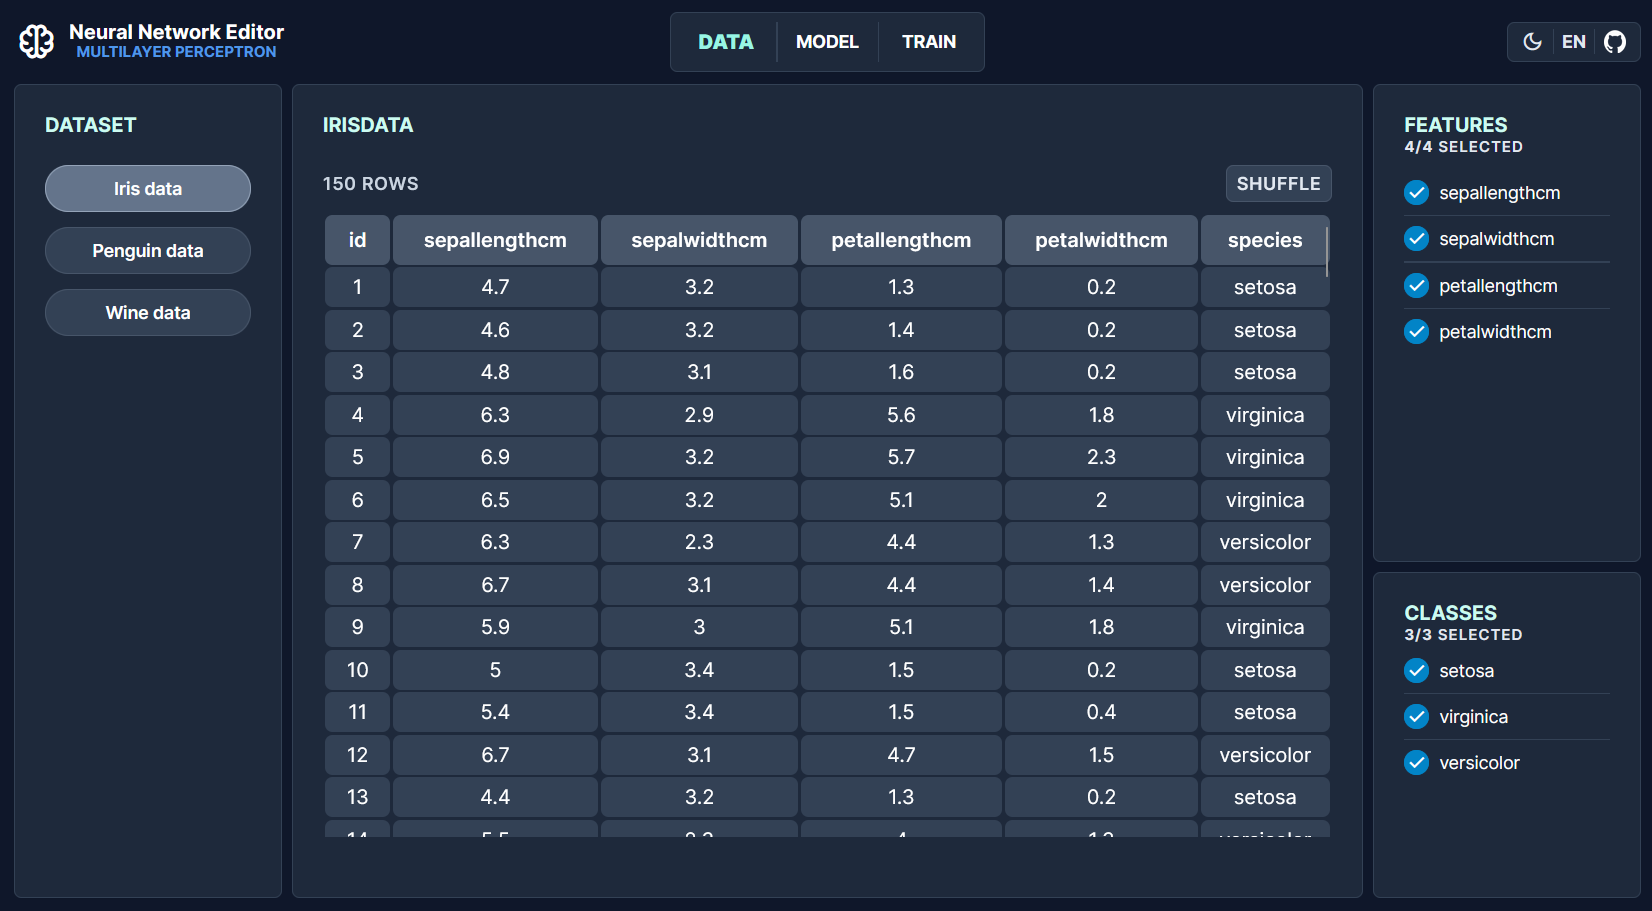 Neural Network Editor
MULTILAYER PERCEPTRON
DATA MODEL TRAIN
EN
DATASET
Iris data
Penguin data
Wine data
IRISDATA
150 ROWS SHUFFLE
id sepallengthcm sepalwidthcm petallengthcm petalwidthcm species
1 4.7 3.2 1.3 0.2 setosa
2 4.6 3.2 1.4 0.2 setosa
3 4.8 3.1 1.6 0.2 setosa
4 6.3 2.9 5.6 1.8 virginica
5 6.9 3.2 5.7 2.3 virginica
6 6.5 3.2 5.1 2 virginica
7 6.3 2.3 4.4 1.3 versicolor
8 6.7 3.1 4.4 1.4 versicolor
9 5.9 3 5.1 1.8 virginica
10 5 3.4 1.5 0.2 setosa
11 5.4 3.4 1.5 0.4 setosa
12 6.7 3.1 4.7 1.5 versicolor
13 4.4 3.2 1.3 0.2 setosa
FEATURES
4/4 SELECTED
sepallengthcm
sepalwidthcm
petallengthcm
petalwidthcm
CLASSES
3/3 SELECTED
setosa
virginica
versicolor